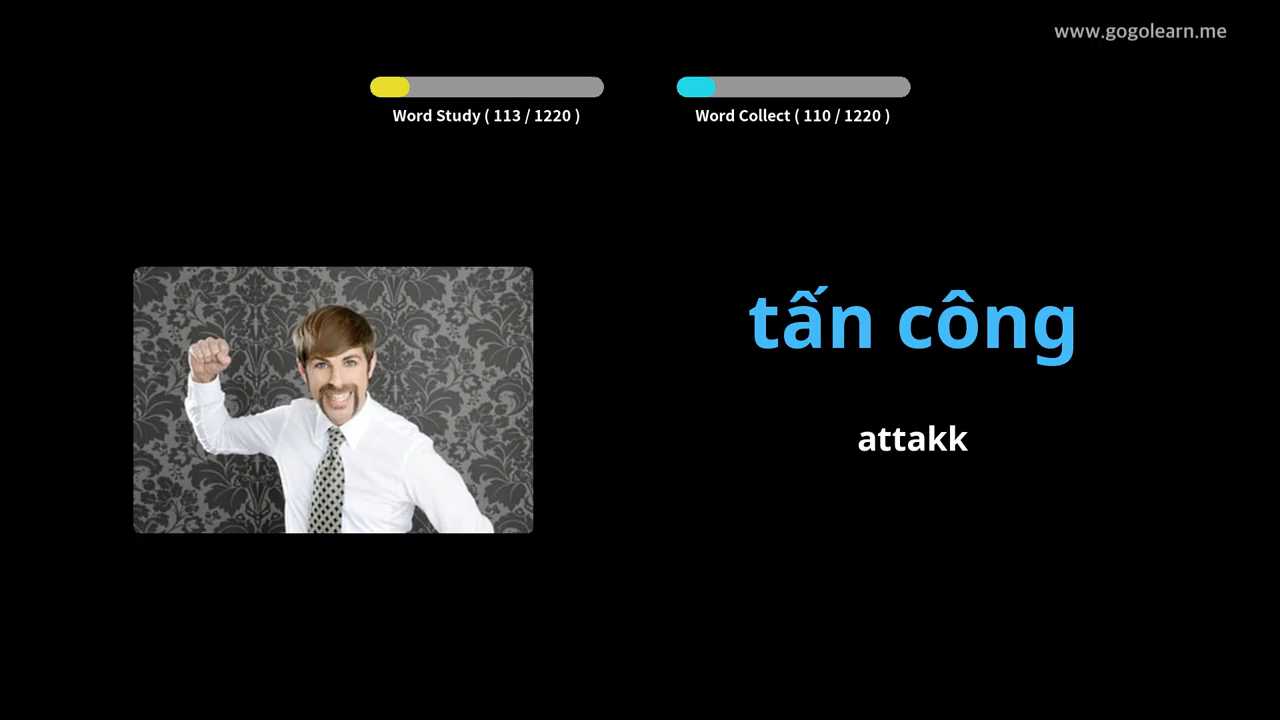 www.gogolearn.me
Word Study ( 113 / 1220 )
Word Collect ( 110 / 1220 )
tấn công
attakk